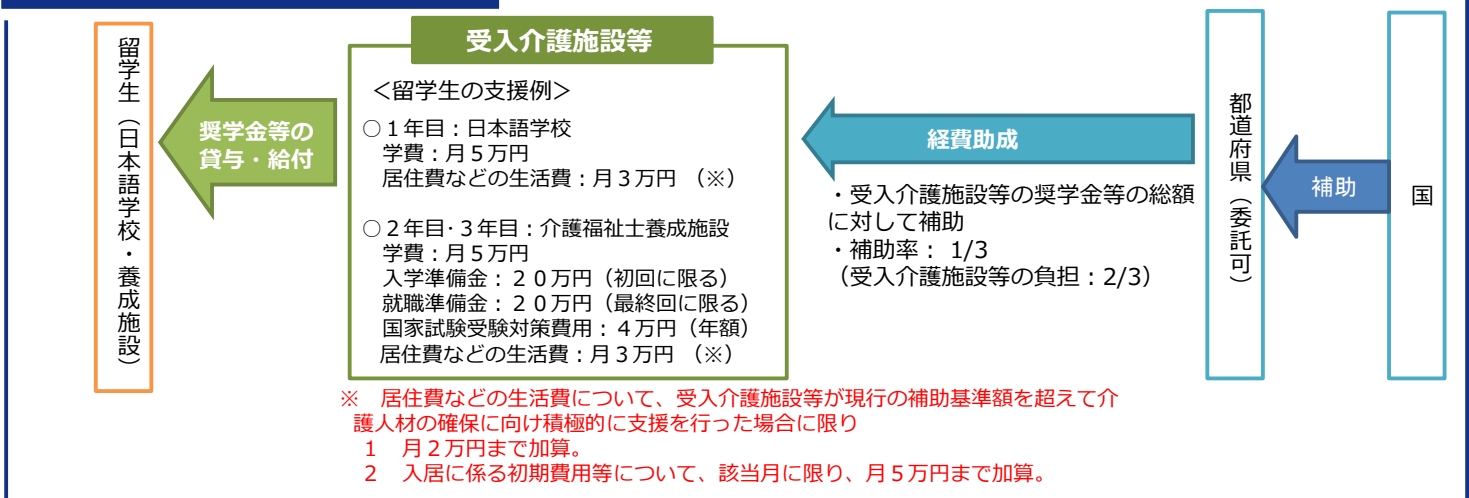 留学生（日本語学校・養成施設）
奨学金等の
貸与・給付
受入介護施設等
＜留学生の支援例＞
○１年目：日本語学校
学費：月５万円
居住費などの生活費：月３万円 （※）
○２年目･３年目：介護福祉士養成施設
学費：月５万円
入学準備金：２０万円（初回に限る）
就職準備金：２０万円（最終回に限る）
国家試験受験対策費用：４万円（年額）
居住費などの生活費：月３万円 （※）
経費助成
・受入介護施設等の奨学金等の総額
に対して補助
・補助率： 1/3
（受入介護施設等の負担：2/3）
都道府県（委託可）
補助
国
※　居住費などの生活費について、受入介護施設等が現行の補助基準額を超えて介
護人材の確保に向け積極的に支援を行った場合に限り
１　月２万円まで加算。
２　入居に係る初期費用等について、該当月に限り、月５万円まで加算。